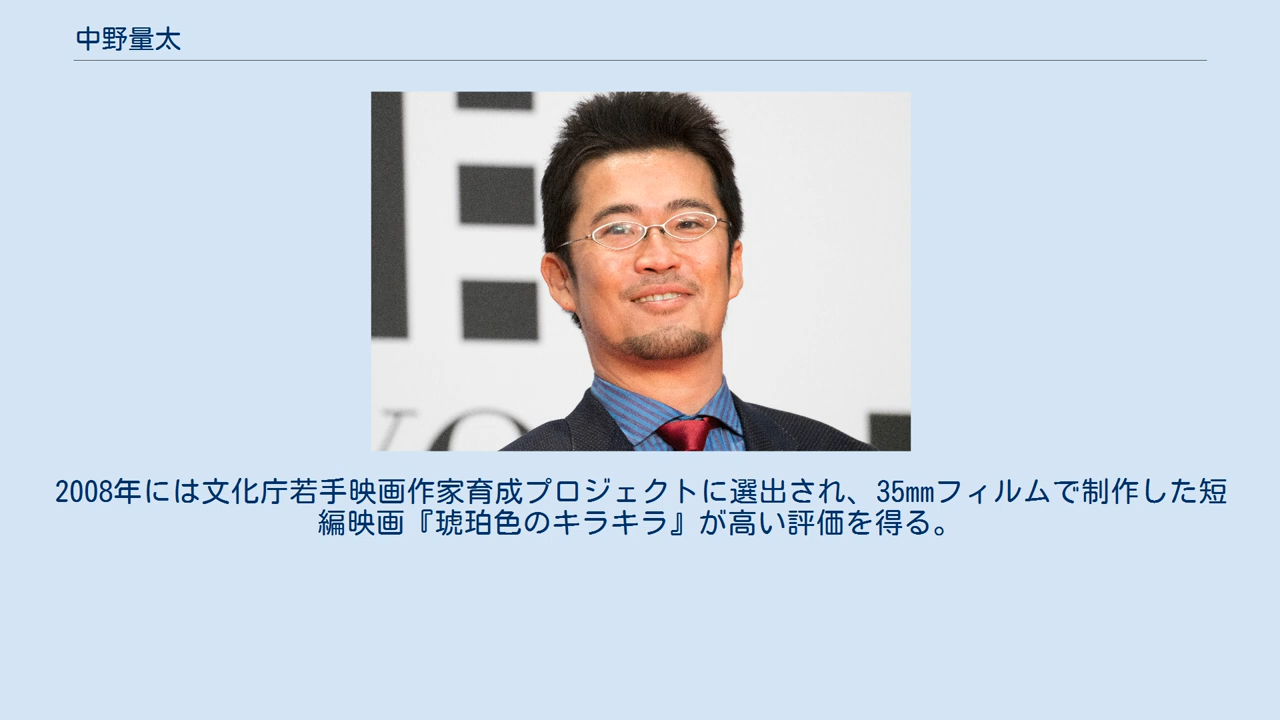 中野量太
2008年には文化庁若手映画作家育成プロジェクトに選出され、35mmフィルムで制作した短
編映画『琥珀色のキラキラ』が高い評価を得る。